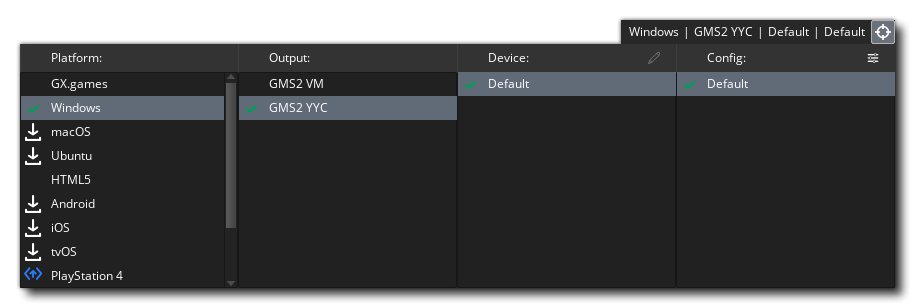 Windows | GMS2 YYC | Default | Default
Platform: Output: Device: Config:
GX.games GMS2 VM Default Default
Windows GMS2 YYC
macOS
Ubuntu
HTML5
Android
iOS
tvOS
PlayStation 4